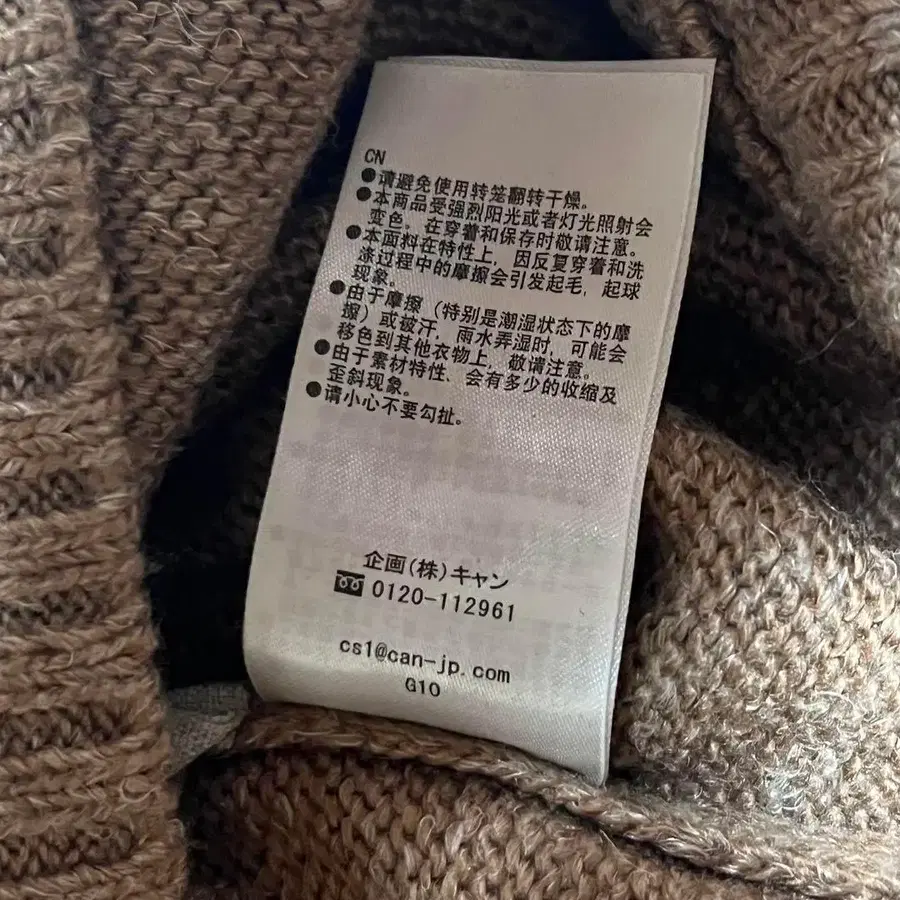 CN
●请避免使用转笼翻转干燥。
●本商品受强烈阳光或者灯光照射会
变色。在穿着和保存时敬请注意。
●本面料在特性上，因反复穿着和洗
涤过程中的摩擦会引发起毛，起球
现象。
●由于摩擦（特别是潮湿状态下的摩
擦）或被汗，雨水弄湿时，可能会
移色到其他衣物上，敬请注意。
●由于素材特性，会有多少的收缩及
歪斜现象。
●请小心不要勾扯。
企画(株)キャン
0120-112961
cs1@can-jp.com
G10